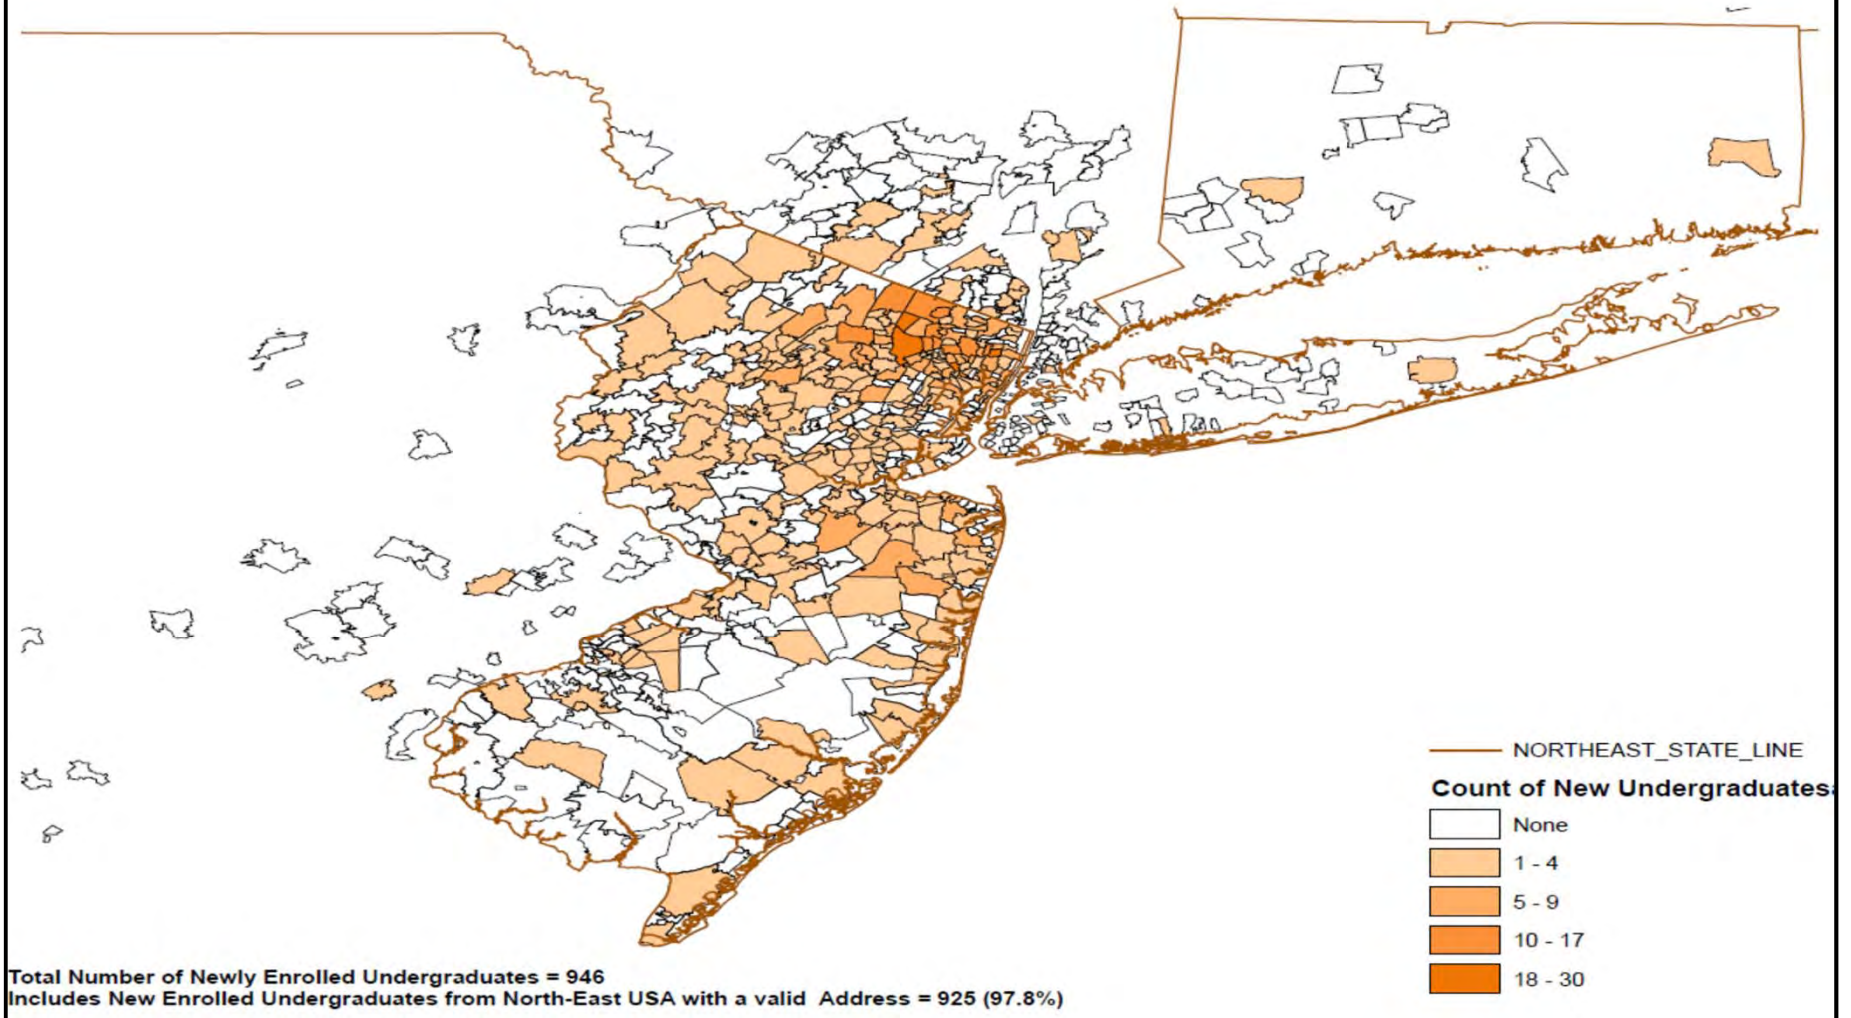 NORTHEAST_STATE_LINE
Count of New Undergraduates
None
1 - 4
5 - 9
10 - 17
18 - 30
Total Number of Newly Enrolled Undergraduates = 946
Includes New Enrolled Undergraduates from North-East USA with a valid Address = 925 (97.8%)